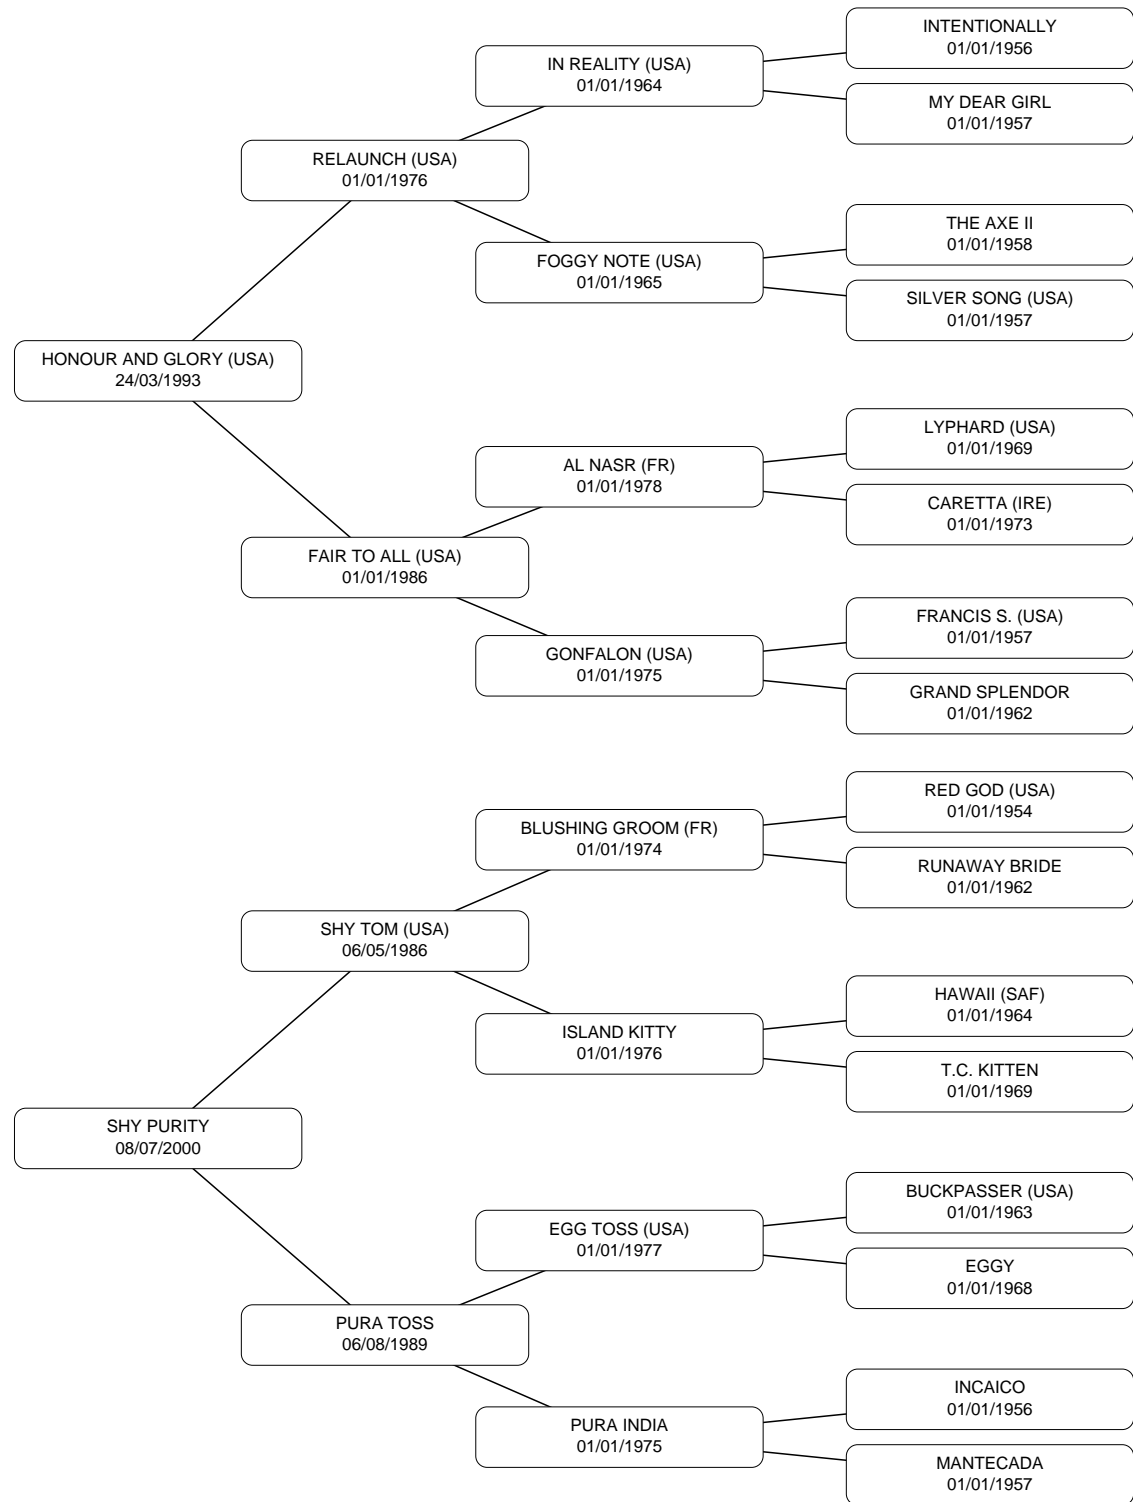 INTENTIONALLY
01/01/1956
IN REALITY (USA)
01/01/1964
MY DEAR GIRL
01/01/1957
RELAUNCH (USA)
01/01/1976
THE AXE II
01/01/1958
FOGGY NOTE (USA)
01/01/1965
SILVER SONG (USA)
01/01/1957
HONOUR AND GLORY (USA)
24/03/1993
LYPHARD (USA)
01/01/1969
AL NASR (FR)
01/01/1978
CARETTA (IRE)
01/01/1973
FAIR TO ALL (USA)
01/01/1986
FRANCIS S. (USA)
01/01/1957
GONFALON (USA)
01/01/1975
GRAND SPLENDOR
01/01/1962
RED GOD (USA)
01/01/1954
BLUSHING GROOM (FR)
01/01/1974
RUNAWAY BRIDE
01/01/1962
SHY TOM (USA)
06/05/1986
HAWAII (SAF)
01/01/1964
ISLAND KITTY
01/01/1976
T.C. KITTEN
01/01/1969
SHY PURITY
08/07/2000
BUCKPASSER (USA)
01/01/1963
EGG TOSS (USA)
01/01/1977
EGGY
01/01/1968
PURA TOSS
06/08/1989
INCAICO
01/01/1956
PURA INDIA
01/01/1975
MANTECADA
01/01/1957